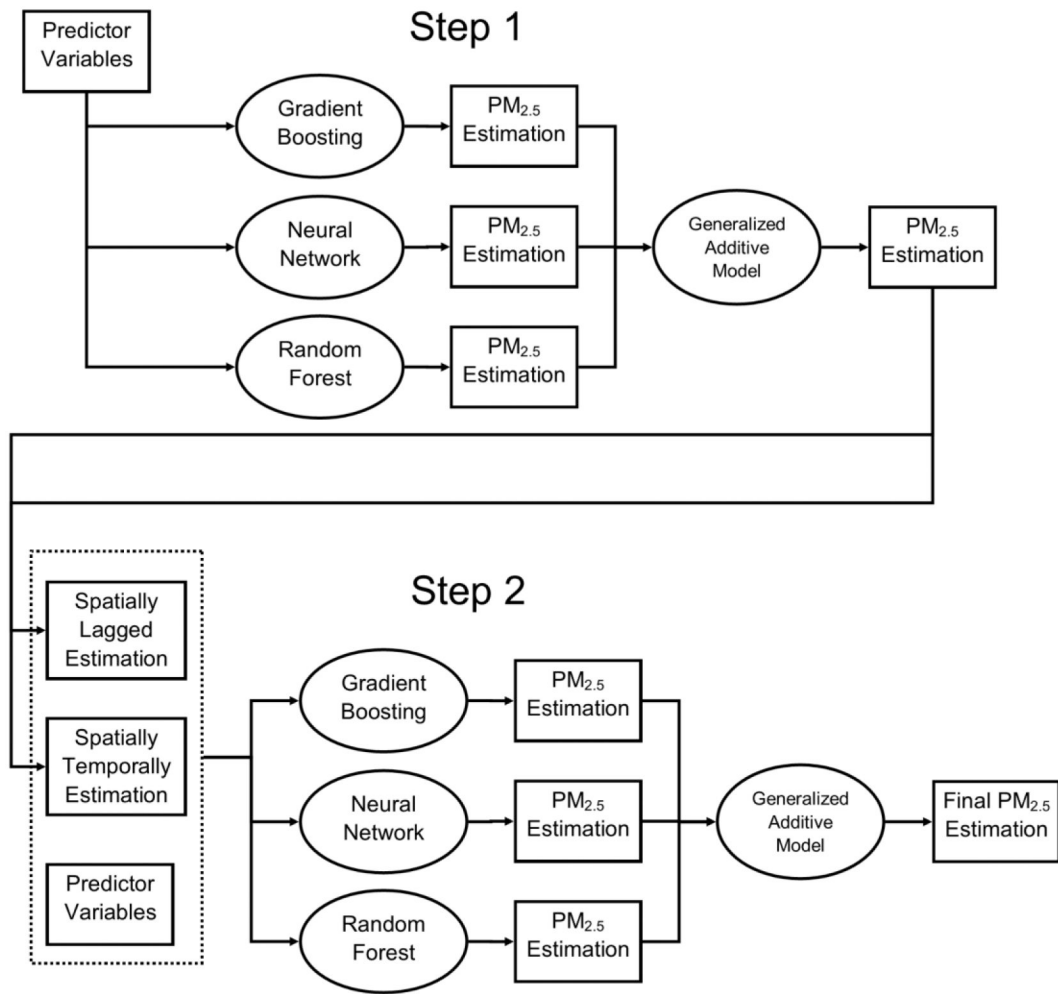 Step 1
Predictor
Variables
Gradient
Boosting
PM2.5
Estimation
Neural
Network
PM2.5
Estimation
Random
Forest
PM2.5
Estimation
Generalized
Additive
Model
PM2.5
Estimation
Step 2
Spatially
Lagged
Estimation
Spatially
Temporally
Estimation
Predictor
Variables
Gradient
Boosting
PM2.5
Estimation
Neural
Network
PM2.5
Estimation
Random
Forest
PM2.5
Estimation
Generalized
Additive
Model
Final PM2.5
Estimation